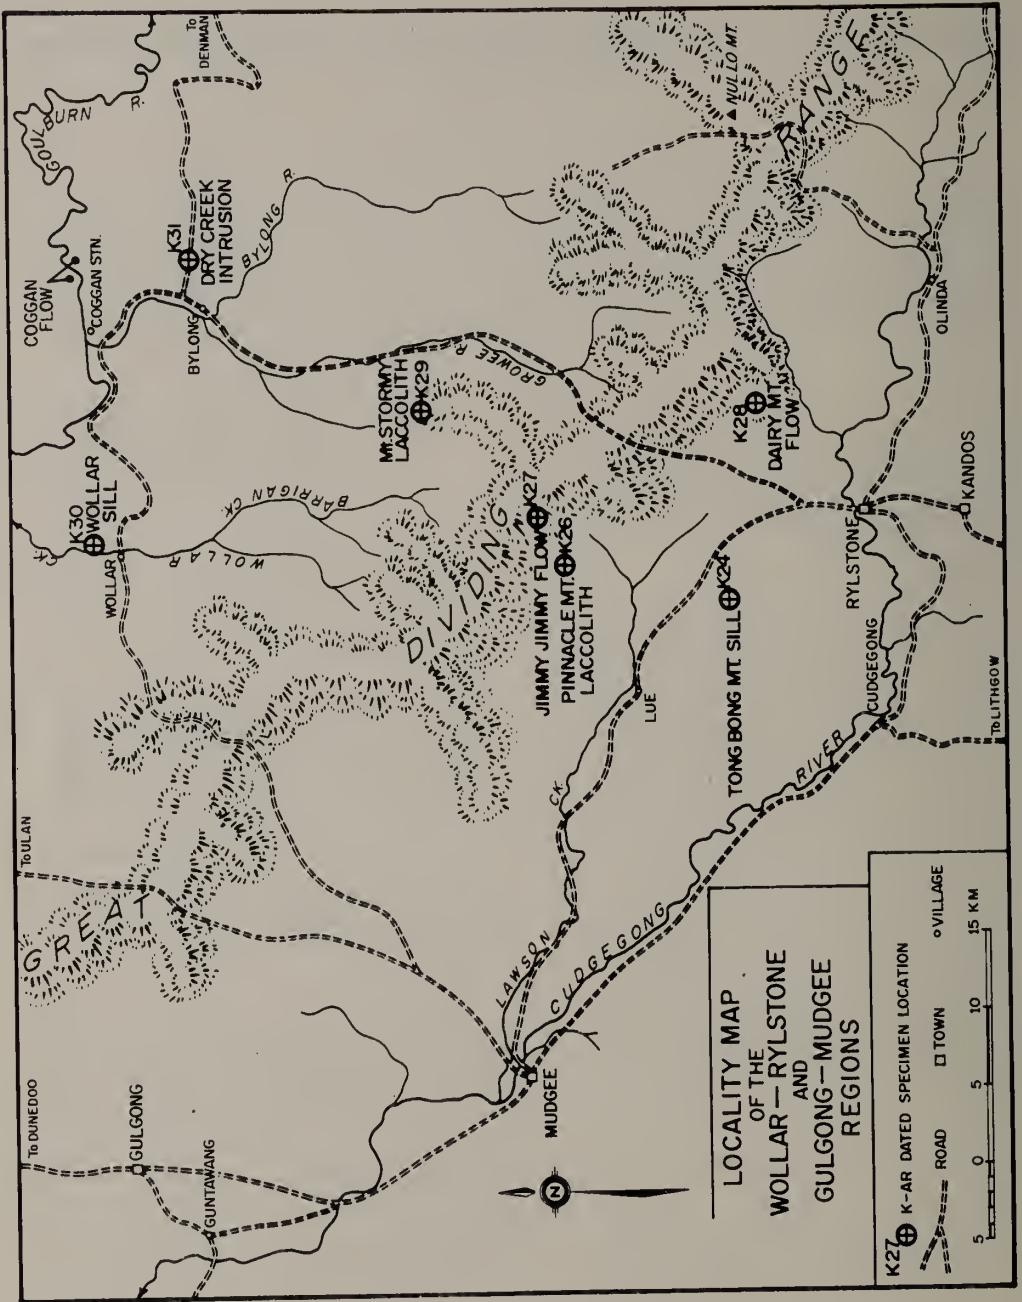 To DUNEDOO
GULGONG
GUNTAWANG
To ULAN
GREAT
DIVIDING
RANGE
WOLLAR
K30
WOLLAR
SILL
CK.
WOLLAR
BARRIGAN CK.
COGGAN
FLOW
COGGAN STN.
GOULBURN
R.
To
DENMAN
K31
DRY CREEK
INTRUSION
BYLONG
BYLONG
R.
Mt. STORMY
LACCOLITH
K29
GROWEE R.
NULLO MT.
K27
JIMMY JIMMY FLOW
K26
PINNACLE MT.
LACCOLITH
K28
DAIRY MT.
FLOW
K24
TONG BONG MT. SILL
LUE
LAWSON
CK.
CUDGEGONG
RIVER
MUDGEE
CUDGEGONG
RYLSTONE
KANDOS
OLINDA
To LITHGOW
N
LOCALITY MAP
OF THE
WOLLAR — RYLSTONE
AND
GULGONG — MUDGEE
REGIONS
K27
K-AR DATED SPECIMEN LOCATION
ROAD
TOWN
VILLAGE
5 0 5 10 15 KM